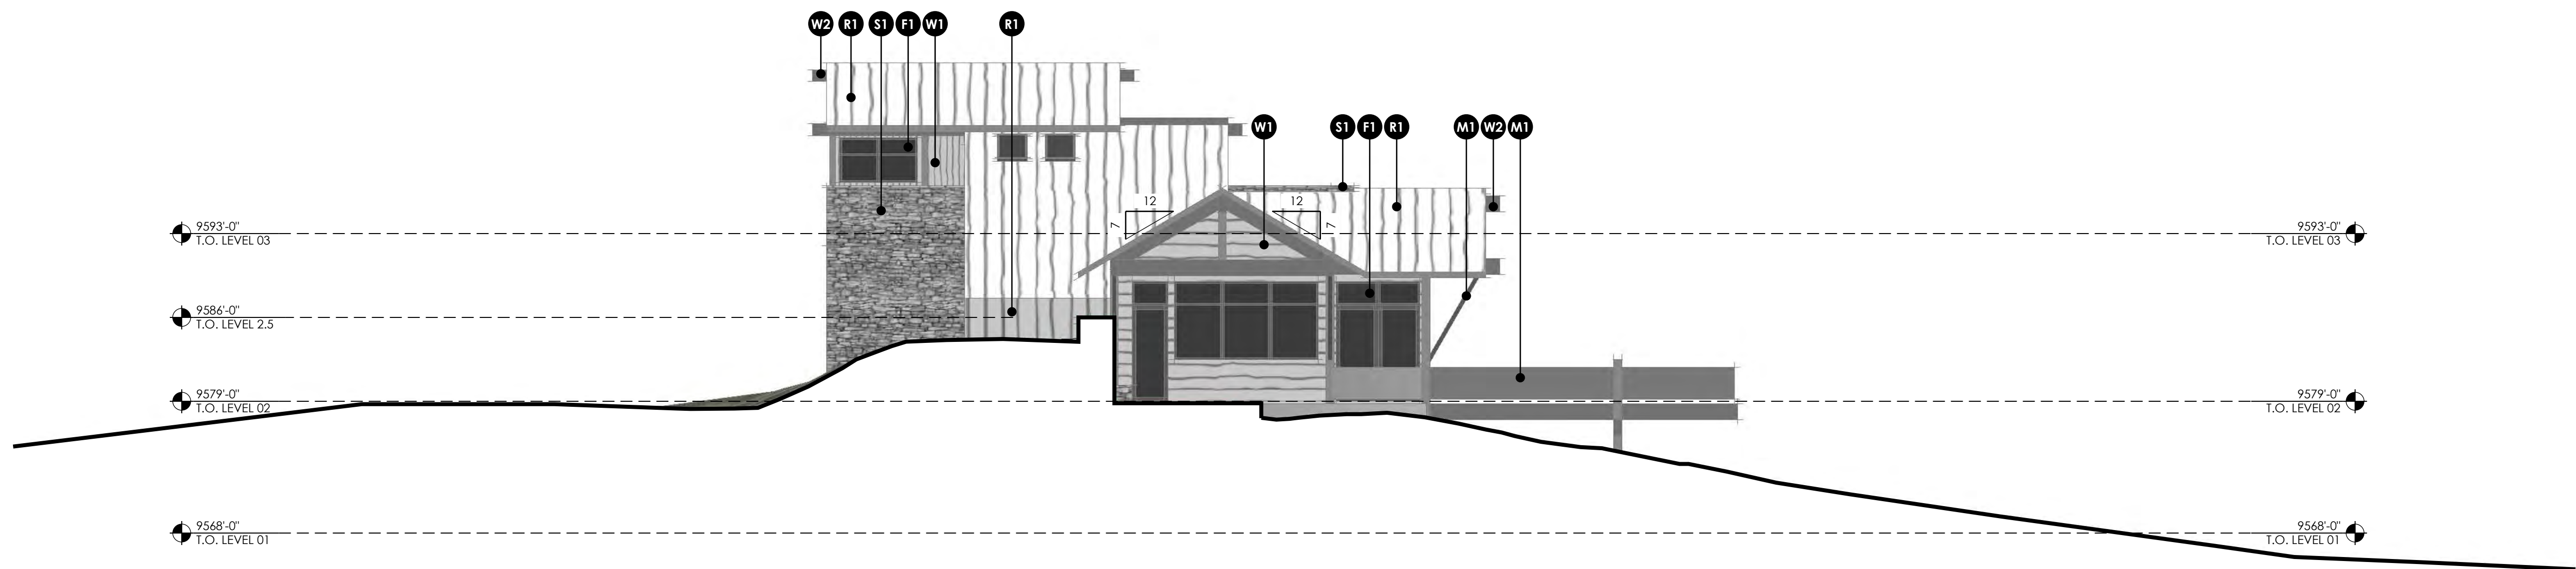 W2 R1 S1 F1 W1 R1
W1 S1 F1 R1 M1 W2 M1
12 12
7 7
9593'-0" 9593'-0"
T.O. LEVEL 03 T.O. LEVEL 03
9586'-0"
T.O. LEVEL 2.5
9579'-0" 9579'-0"
T.O. LEVEL 02 T.O. LEVEL 02
9568'-0" 9568'-0"
T.O. LEVEL 01 T.O. LEVEL 01